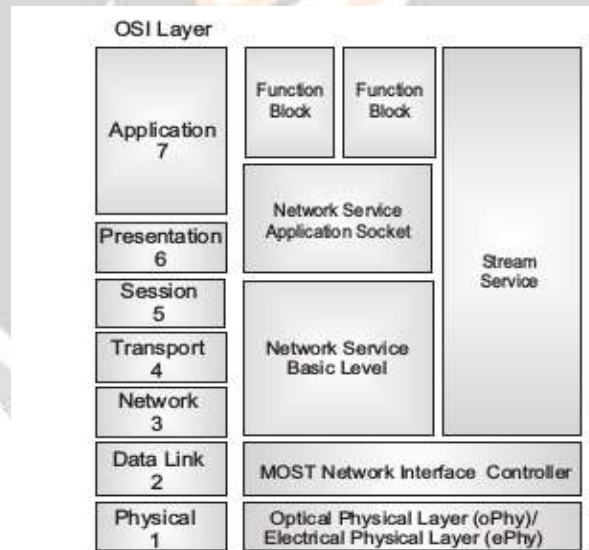 OSI Layer
Application
7
Presentation
6
Session
5
Transport
4
Network
3
Data Link
2
Physical
1
Function
Block
Function
Block
Network Service
Application Socket
Network Service
Basic Level
Stream
Service
MOST Network Interface Controller
Optical Physical Layer (oPhy)/
Electrical Physical Layer (ePhy)